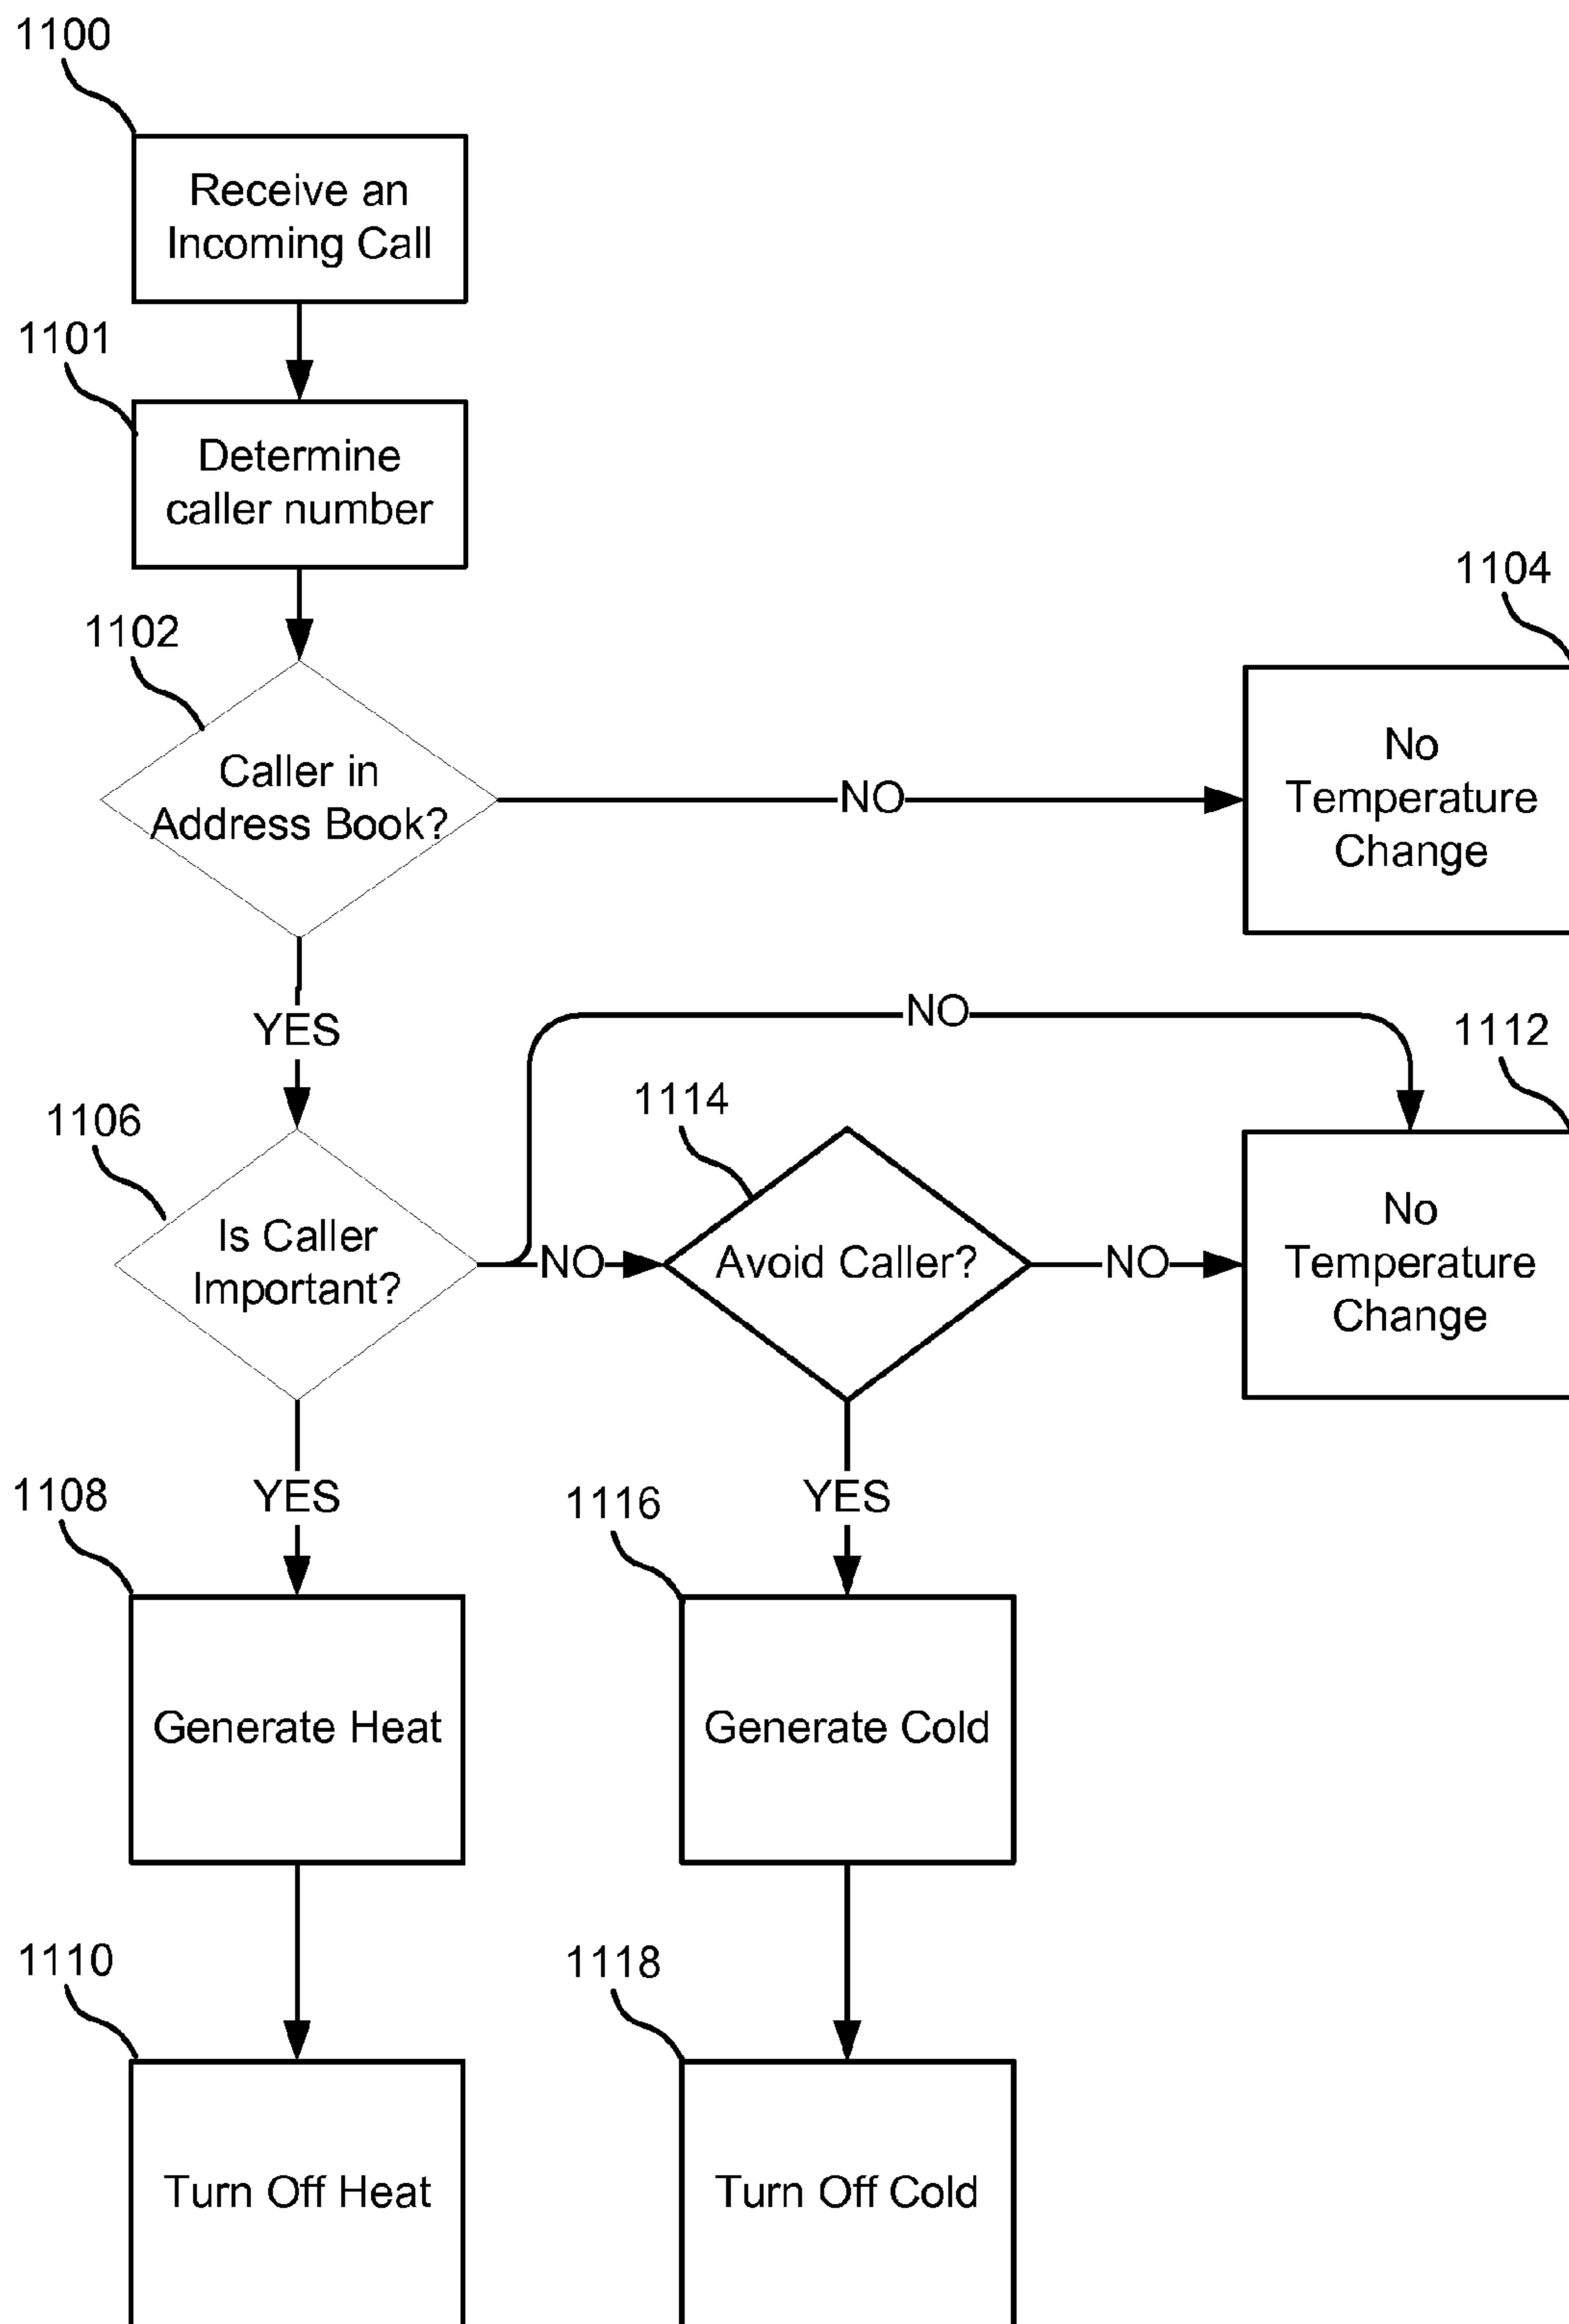 1100
Receive an
Incoming Call
1101
Determine
caller number
1102
Caller in
Address Book?
NO
1104
No
Temperature
Change
YES
NO
1106
Is Caller
Important?
NO
1114
Avoid Caller?
NO
1112
No
Temperature
Change
YES
YES
1108
Generate Heat
1116
Generate Cold
1110
Turn Off Heat
1118
Turn Off Cold